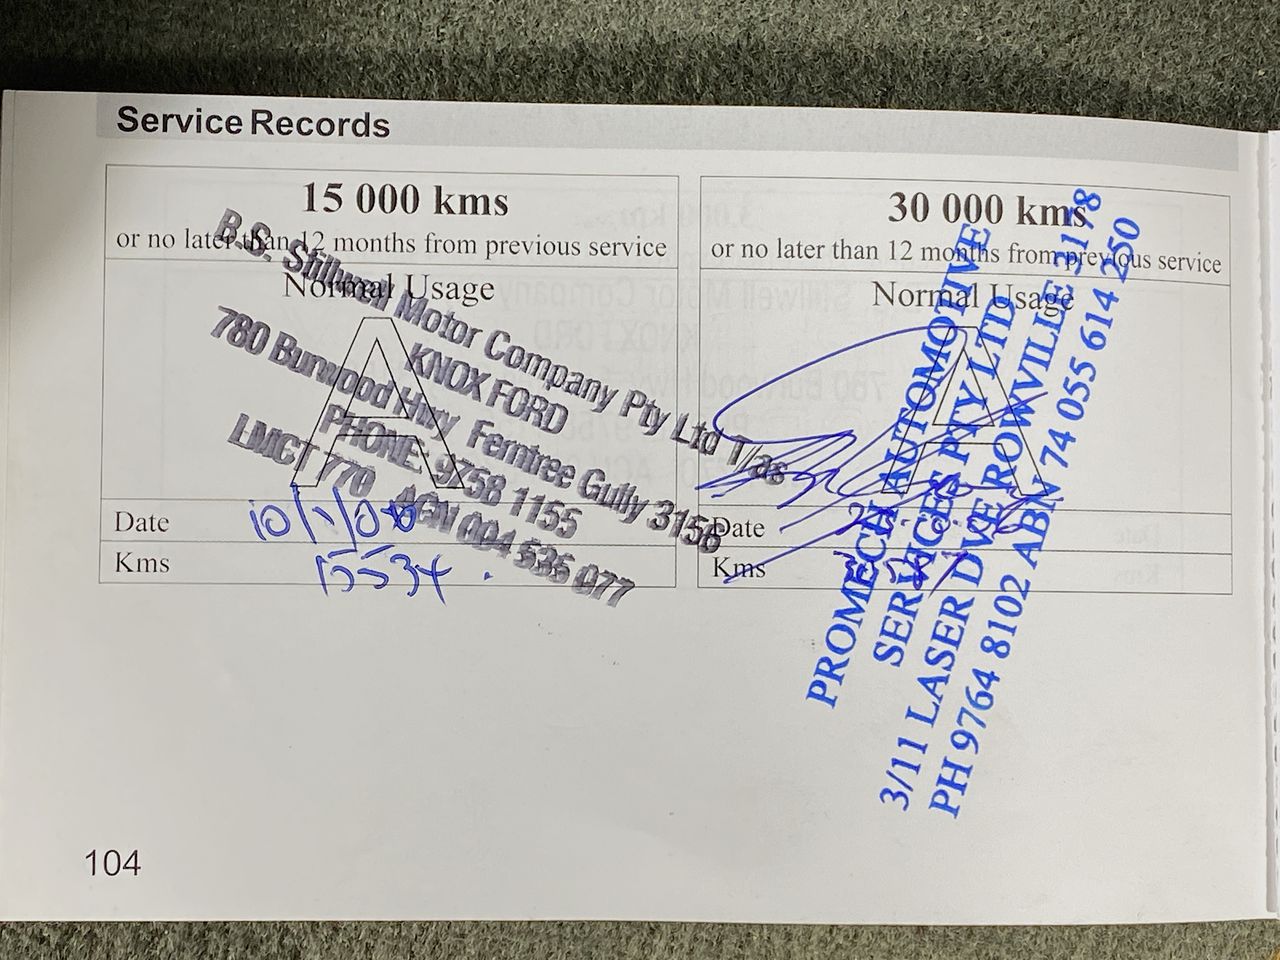 Service Records
15 000 kms
or no later than 12 months from previous service
Normal Usage
A
B.S. Stillwell Motor Company Pty Ltd T/as
KNOX FORD
780 Burwood Hwy Ferntree Gully 3156
PHONE: 9758 1155
LMCT 770 ACN 004 535 077
Date
Kms 15534
30 000 kms
or no later than 12 months from previous service
Normal Usage
A
PROMECH AUTOMOTIVE
SERVICES PTY LTD
3/11 LASER DVE ROWVILLE 3178
PH 9764 8102 ABN 74 055 614 250
Date
Kms
104